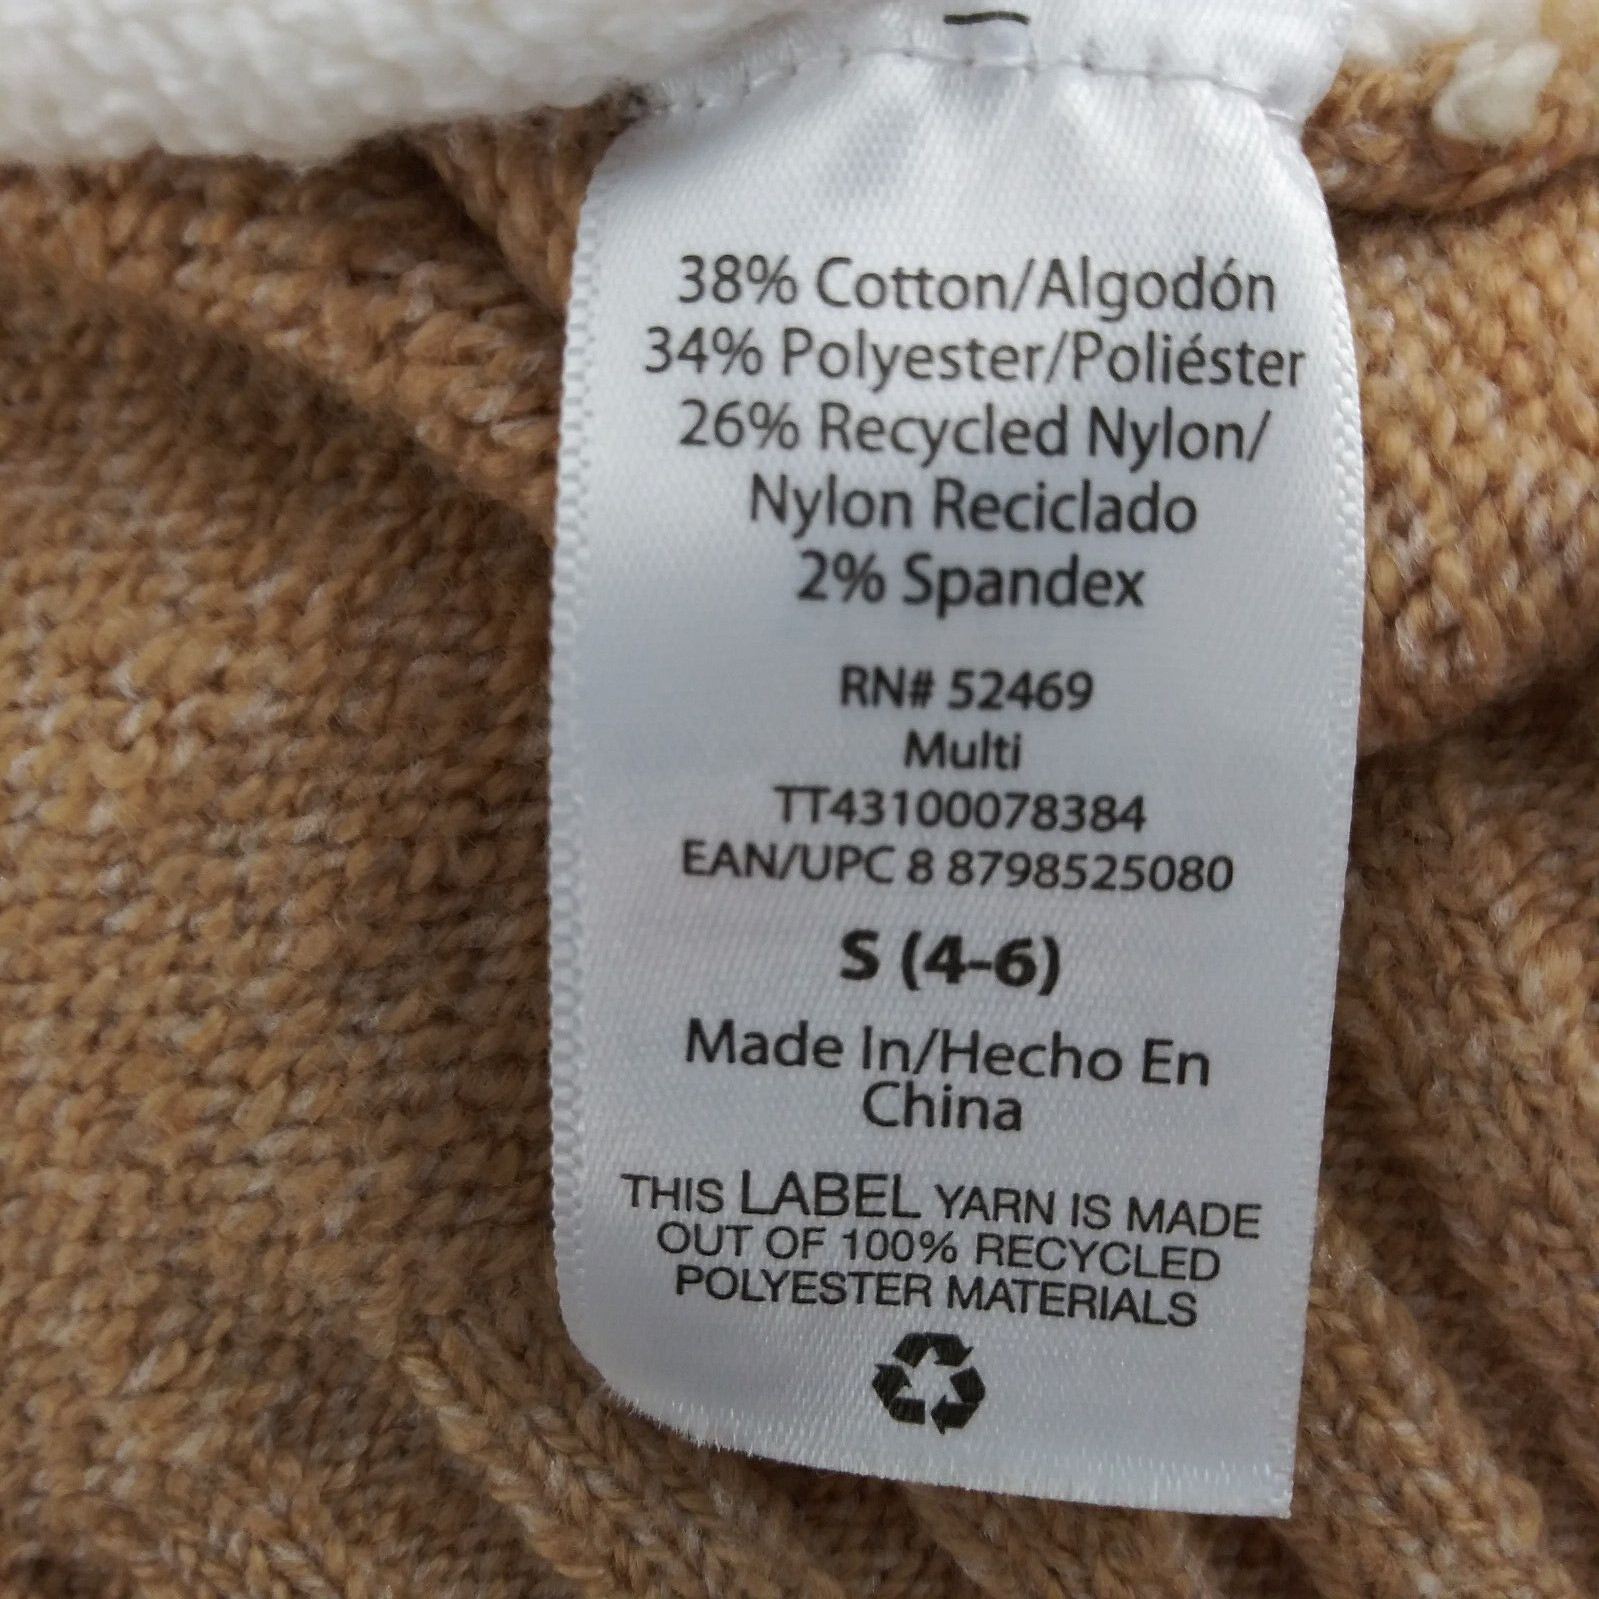 38% Cotton/Algodón
34% Polyester/Poliéster
26% Recycled Nylon/
Nylon Reciclado
2% Spandex
RN# 52469
Multi
TT43100078384
EAN/UPC 8 8798525080
S (4-6)
Made In/Hecho En
China
THIS LABEL YARN IS MADE
OUT OF 100% RECYCLED
POLYESTER MATERIALS